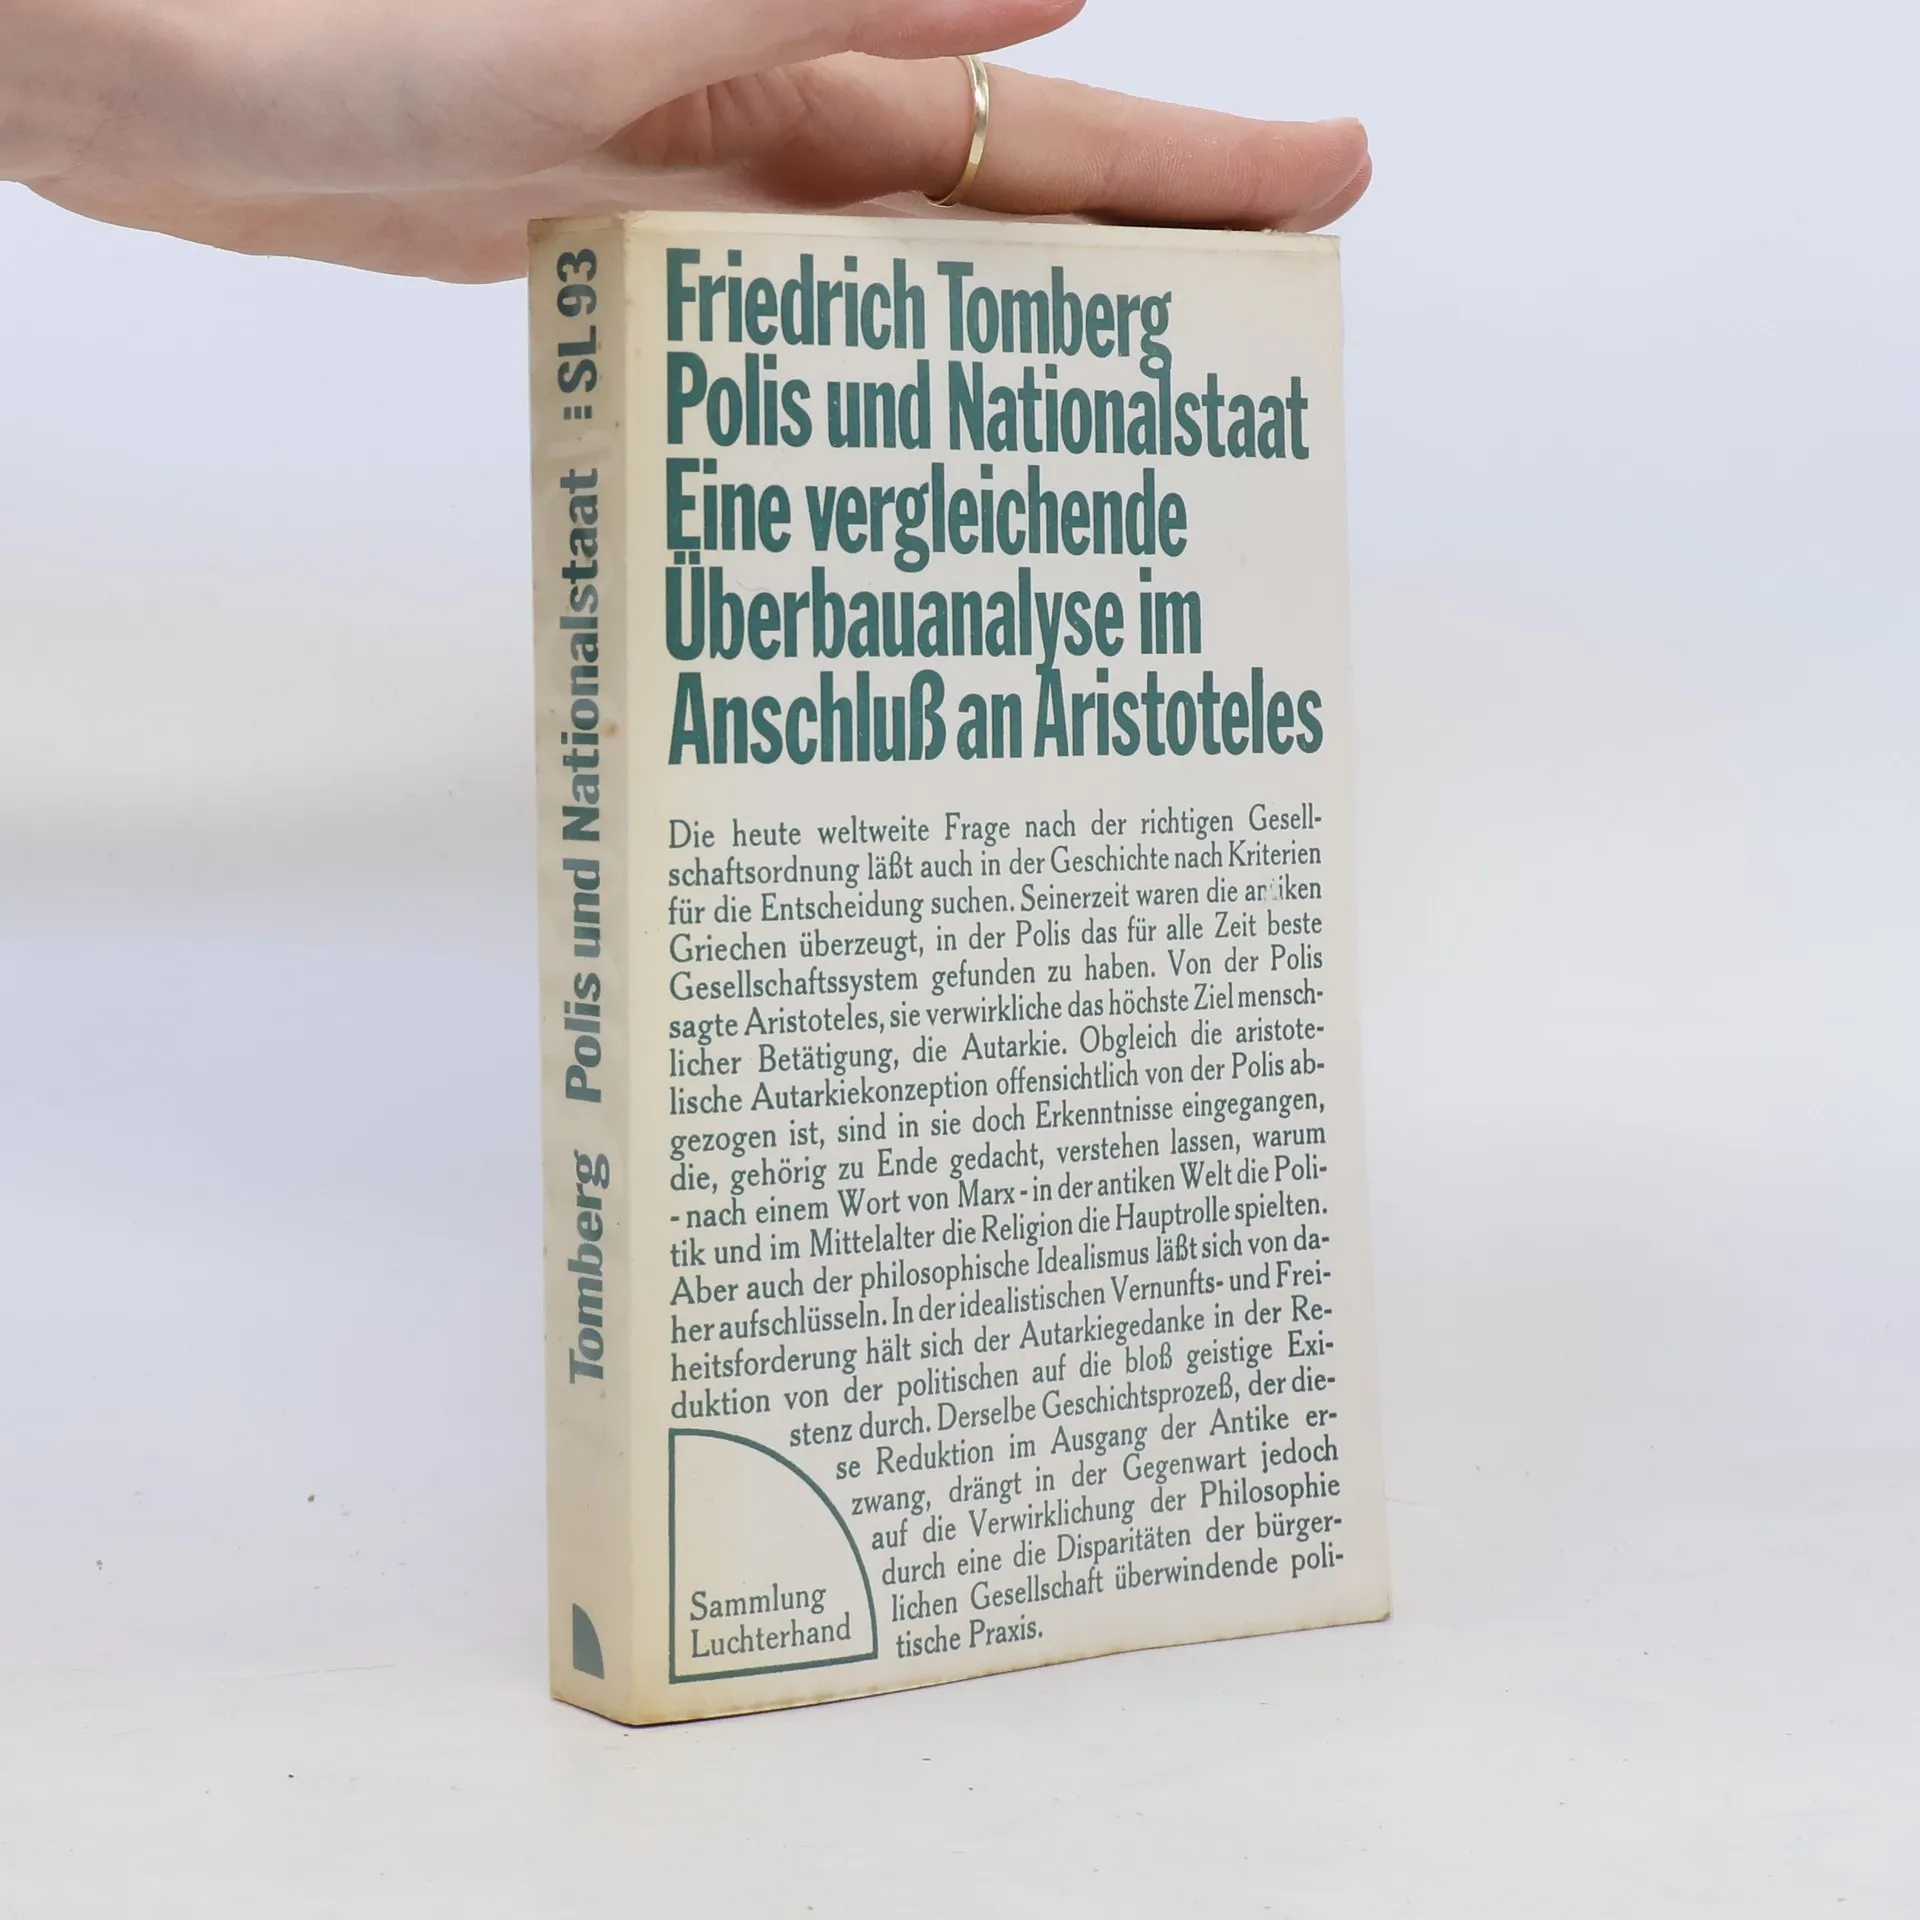 Tomberg Polis und Nationalstaat SL 93
Friedrich Tomberg
Polis und Nationalstaat
Eine vergleichende
Überbauanalyse im
Anschluß an Aristoteles
Die heute weltweite Frage nach der richtigen Gesell-
schaftsordnung läßt auch in der Geschichte nach Kriterien
für die Entscheidung suchen. Seinerzeit waren die antiken
Griechen überzeugt, in der Polis das für alle Zeit beste
Gesellschaftssystem gefunden zu haben. Von der Polis
sagte Aristoteles, sie verwirkliche das höchste Ziel mensch-
licher Betätigung, die Autarkie. Obgleich die aristote-
lische Autarkiekonzeption offensichtlich von der Polis ab-
gezogen ist, sind in sie doch Erkenntnisse eingegangen,
die, gehörig zu Ende gedacht, verstehen lassen, warum
- nach einem Wort von Marx - in der antiken Welt die Poli-
tik und im Mittelalter die Religion die Hauptrolle spielten.
Aber auch der philosophische Idealismus läßt sich von da-
her aufschlüsseln. In der idealistischen Vernunfts- und Frei-
heitsforderung hält sich der Autarkiegedanke in der Re-
duktion von der politischen auf die bloß geistige Exi-
stenz durch. Derselbe Geschichtsprozeß, der die-
se Reduktion im Ausgang der Antike er-
zwang, drängt in der Gegenwart jedoch
auf die Verwirklichung der Philosophie
durch eine die Disparitäten der bürger-
lichen Gesellschaft überwindende poli-
tische Praxis.
Sammlung
Luchterhand